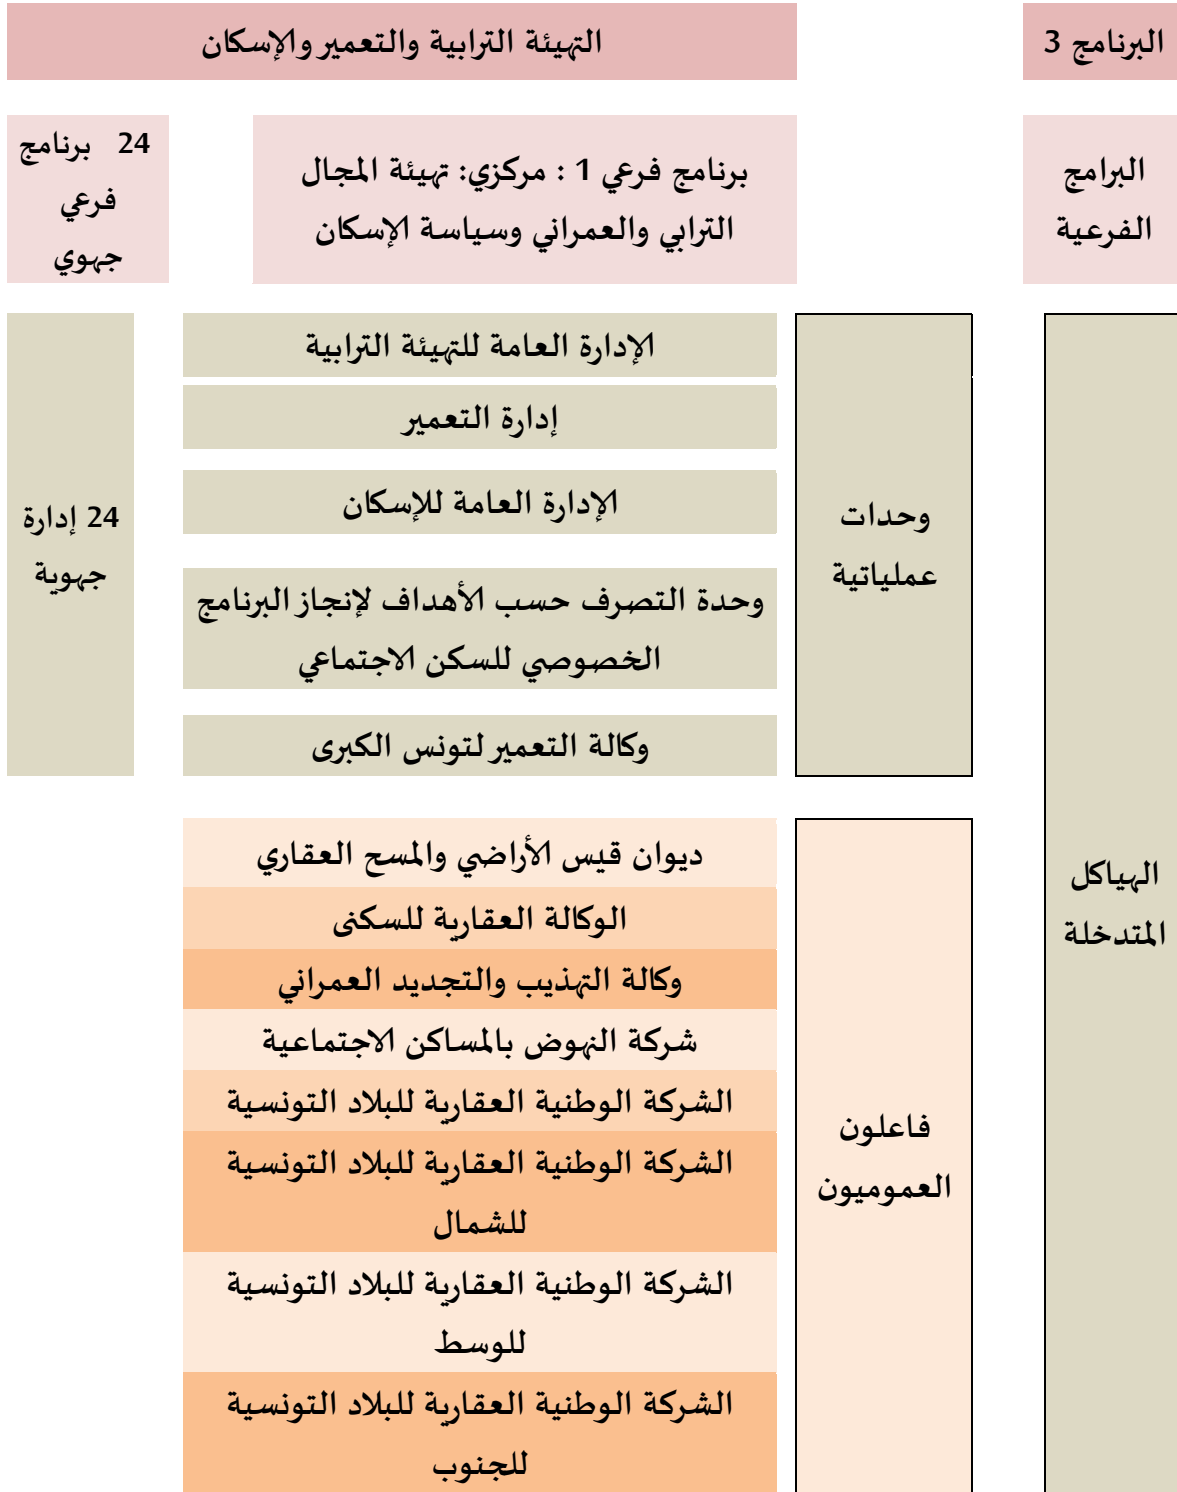 البرنامج 3
التهيئة الترابية والتعمير والإسكان
البرامج
الفرعية
برنامج فرعي 1 : مركزي: تهيئة المجال
الترابي والعمراني وسياسة الإسكان
24 برنامج
فرعي
جهوي
الهياكل
المتدخلة
وحدات
عملياتية
الإدارة العامة للتهيئة الترابية
إدارة التعمير
الإدارة العامة للإسكان
وحدة التصرف حسب الأهداف لإنجاز البرنامج
الخصوصي للسكن الاجتماعي
وكالة التعمير لتونس الكبرى
24 إدارة
جهوية
فاعلون
العموميون
ديوان قيس الأراضي والمسح العقاري
الوكالة العقارية للسكنى
وكالة التهذيب والتجديد العمراني
شركة النهوض بالمساكن الاجتماعية
الشركة الوطنية العقارية للبلاد التونسية
الشركة الوطنية العقارية للبلاد التونسية
للشمال
الشركة الوطنية العقارية للبلاد التونسية
للوسط
الشركة الوطنية العقارية للبلاد التونسية
للجنوب